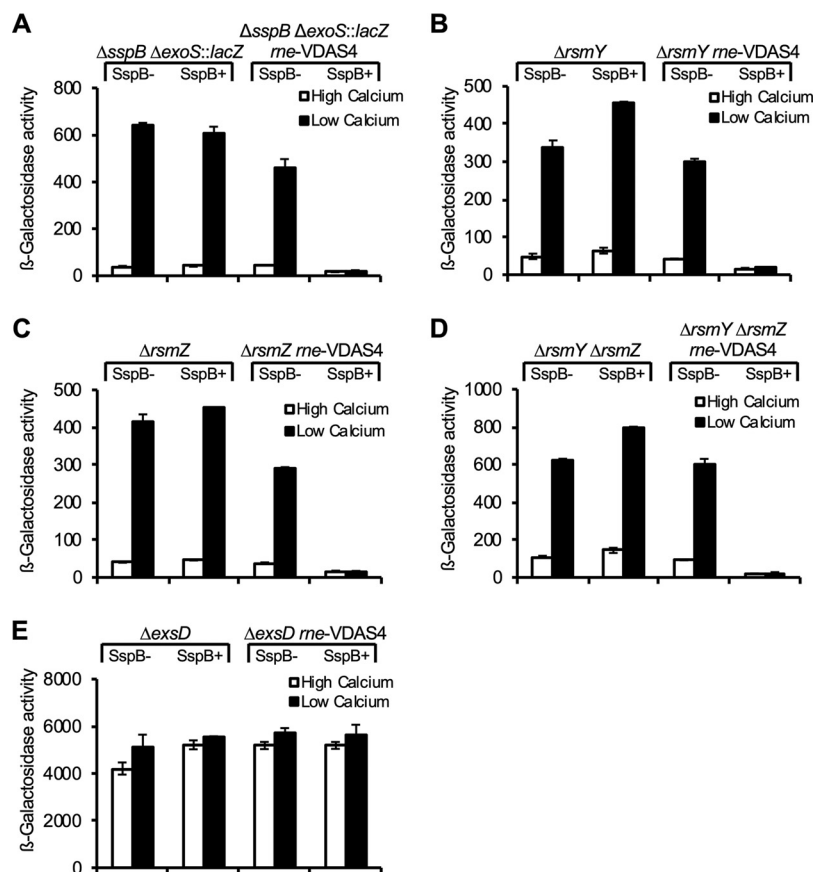 A
ΔsspB ΔexoS::lacZ
ΔsspB ΔexoS::lacZ
rne-VDAS4
SspB- SspB+ SspB- SspB+
High Calcium
Low Calcium
ß-Galactosidase activity
800
600
400
200
0
B
ΔrsmY ΔrsmY rne-VDAS4
SspB- SspB+ SspB- SspB+
High Calcium
Low Calcium
ß-Galactosidase activity
500
400
300
200
100
0
C
ΔrsmZ ΔrsmZ rne-VDAS4
SspB- SspB+ SspB- SspB+
High Calcium
Low Calcium
ß-Galactosidase activity
500
400
300
200
100
0
D
ΔrsmY ΔrsmZ
ΔrsmY ΔrsmZ
rne-VDAS4
SspB- SspB+ SspB- SspB+
High Calcium
Low Calcium
ß-Galactosidase activity
1000
800
600
400
200
0
E
ΔexsD ΔexsD rne-VDAS4
SspB- SspB+ SspB- SspB+
High Calcium
Low Calcium
ß-Galactosidase activity
8000
6000
4000
2000
0